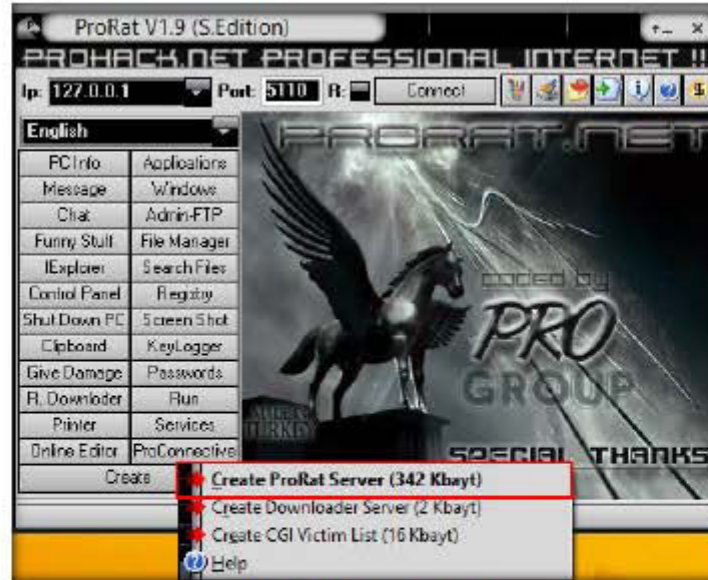 ProRat V1.9 (S.Edition)
PROHACK.NET PROFESSIONAL INTERNET !!
Ip: 127.0.0.1 Port: 5110 R: Connect
English
PRORAT.NET
PC Info Applications
Message Windows
Chat Admin-FTP
Funny Stuff File Manager
IExplorer Search Files
Control Panel Registry
Shut Down PC Screen Shot
Clipboard KeyLogger
Give Damage Passwords
R. Downloder Run
Printer Services
Online Editor ProConnective
Create
CODED by
PRO
GROUP
MADE IN
TURKEY
SPECIAL THANKS
Create ProRat Server (342 Kbayt)
Create Downloader Server (2 Kbayt)
Create CGI Victim List (16 Kbayt)
Help